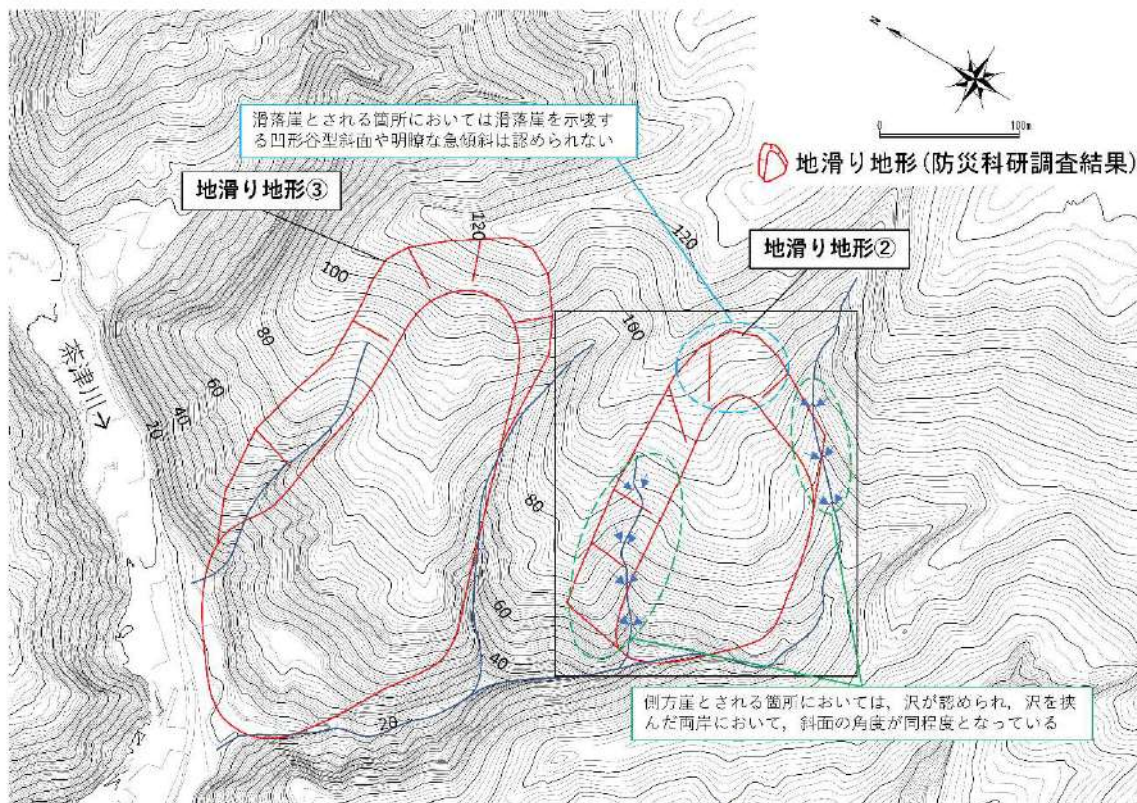 N
0 100m
地滑り地形(防災科研調査結果)
滑落崖とされる箇所においては滑落崖を示唆す
る凹形谷型斜面や明瞭な急傾斜は認められない
地滑り地形③
地滑り地形②
120
120
100
100
80
80
60
60
40
40
20
20
茶津川
側方崖とされる箇所においては,沢が認められ,沢を挟
んだ両岸において,斜面の角度が同程度となっている